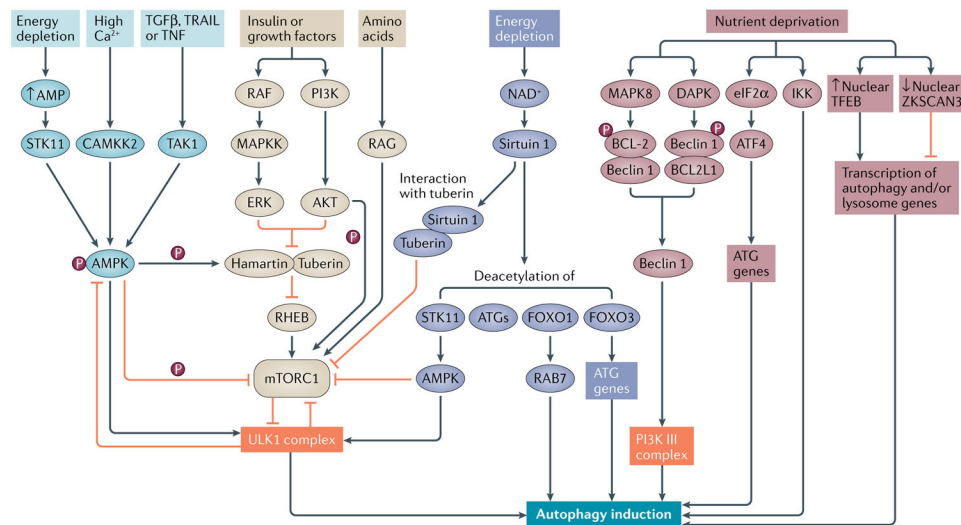 Energy
depletion
High
Ca²⁺
TGFβ, TRAIL
or TNF
Insulin or
growth factors
Amino
acids
Energy
depletion
Nutrient deprivation
↑AMP
RAF
PI3K
NAD⁺
MAPK8
DAPK
eIF2α
IKK
↑Nuclear
TFEB
↓Nuclear
ZKSCAN3
STK11
CAMKK2
TAK1
MAPKK
RAG
Sirtuin 1
P
BCL-2
Beclin 1
P
Beclin 1
BCL2L1
ATF4
Interaction
with tuberin
Transcription of
autophagy and/or
lysosome genes
ERK
AKT
P
Sirtuin 1
Tuberin
P
AMPK
P
Hamartin
Tuberin
Beclin 1
ATG
genes
Deacetylation of
RHEB
STK11
ATGs
FOXO1
FOXO3
P
mTORC1
AMPK
RAB7
ATG
genes
ULK1 complex
PI3K III
complex
Autophagy induction